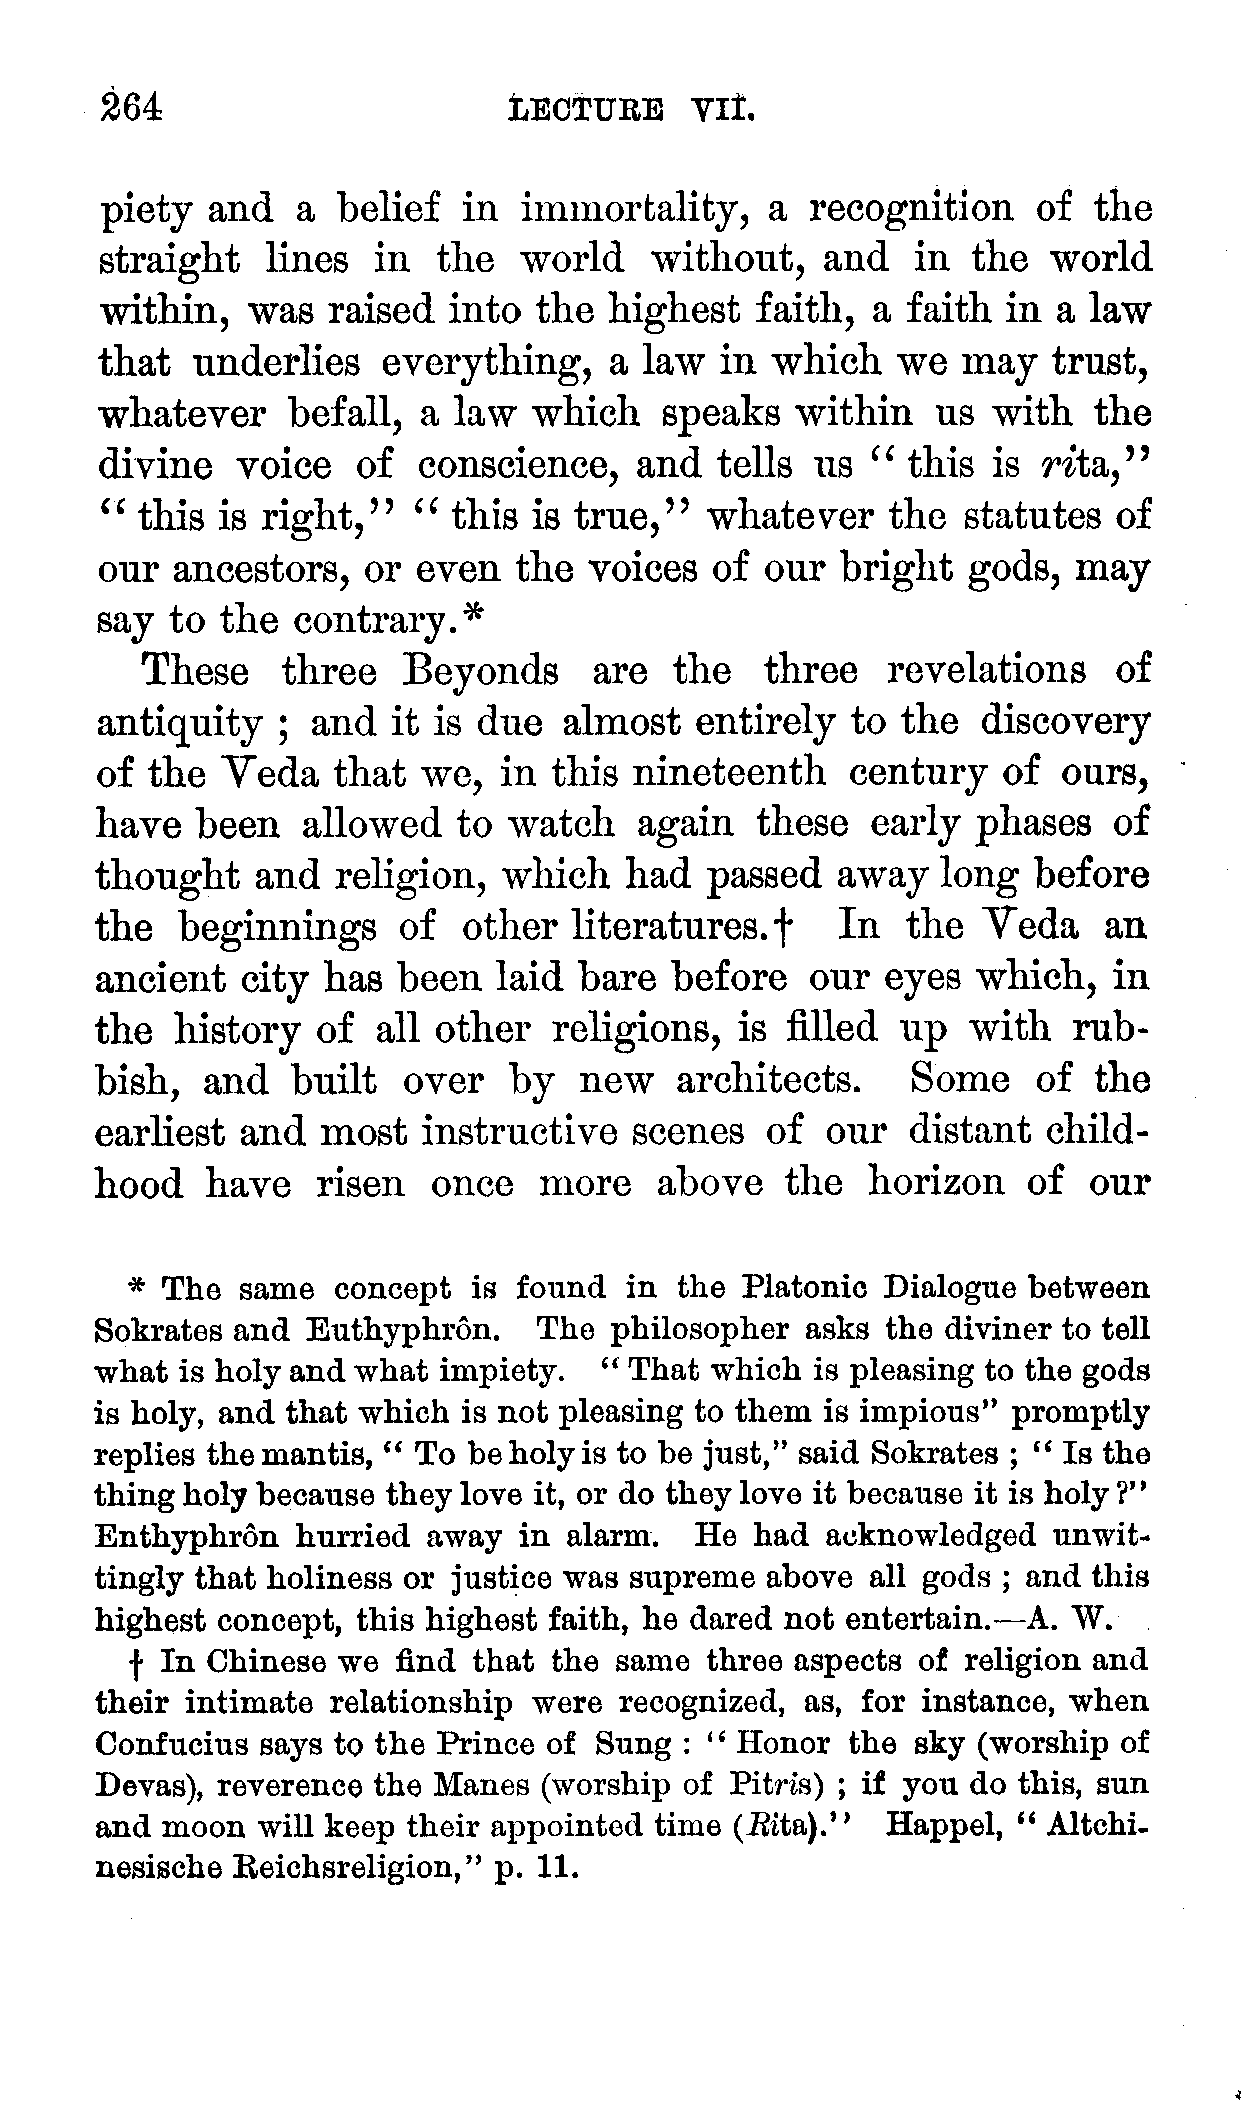 264 LECTURE VII.
piety and a belief in immortality, a recognition of the
straight lines in the world without, and in the world
within, was raised into the highest faith, a faith in a law
that underlies everything, a law in which we may trust,
whatever befall, a law which speaks within us with the
divine voice of conscience, and tells us “ this is rita,”
“ this is right,” “ this is true,” whatever the statutes of
our ancestors, or even the voices of our bright gods, may
say to the contrary.*
These three Beyonds are the three revelations of
antiquity ; and it is due almost entirely to the discovery
of the Veda that we, in this nineteenth century of ours,
have been allowed to watch again these early phases of
thought and religion, which had passed away long before
the beginnings of other literatures.† In the Veda an
ancient city has been laid bare before our eyes which, in
the history of all other religions, is filled up with rub-
bish, and built over by new architects. Some of the
earliest and most instructive scenes of our distant child-
hood have risen once more above the horizon of our
* The same concept is found in the Platonic Dialogue between
Sokrates and Euthyphrôn. The philosopher asks the diviner to tell
what is holy and what impiety. “ That which is pleasing to the gods
is holy, and that which is not pleasing to them is impious” promptly
replies the mantis, “ To be holy is to be just,” said Sokrates ; “ Is the
thing holy because they love it, or do they love it because it is holy ?”
Enthyphrôn hurried away in alarm. He had acknowledged unwit-
tingly that holiness or justice was supreme above all gods ; and this
highest concept, this highest faith, he dared not entertain.—A. W.
† In Chinese we find that the same three aspects of religion and
their intimate relationship were recognized, as, for instance, when
Confucius says to the Prince of Sung : “ Honor the sky (worship of
Devas), reverence the Manes (worship of Pitris) ; if you do this, sun
and moon will keep their appointed time (Rita).” Happel, “ Altchi-
nesische Reichsreligion,” p. 11.